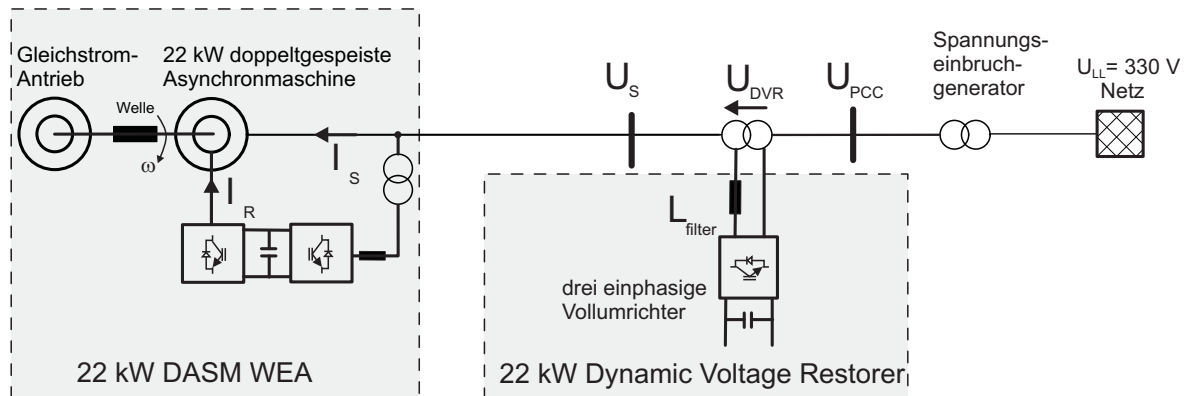 Gleichstrom-
Antrieb
22 kW doppeltgespeiste
Asynchronmaschine
Welle
ω
I S
I R
22 kW DASM WEA
U S
U DVR
U PCC
Spannungs-
einbruch-
generator
U LL = 330 V
Netz
L filter
drei einphasige
Vollumrichter
22 kW Dynamic Voltage Restorer